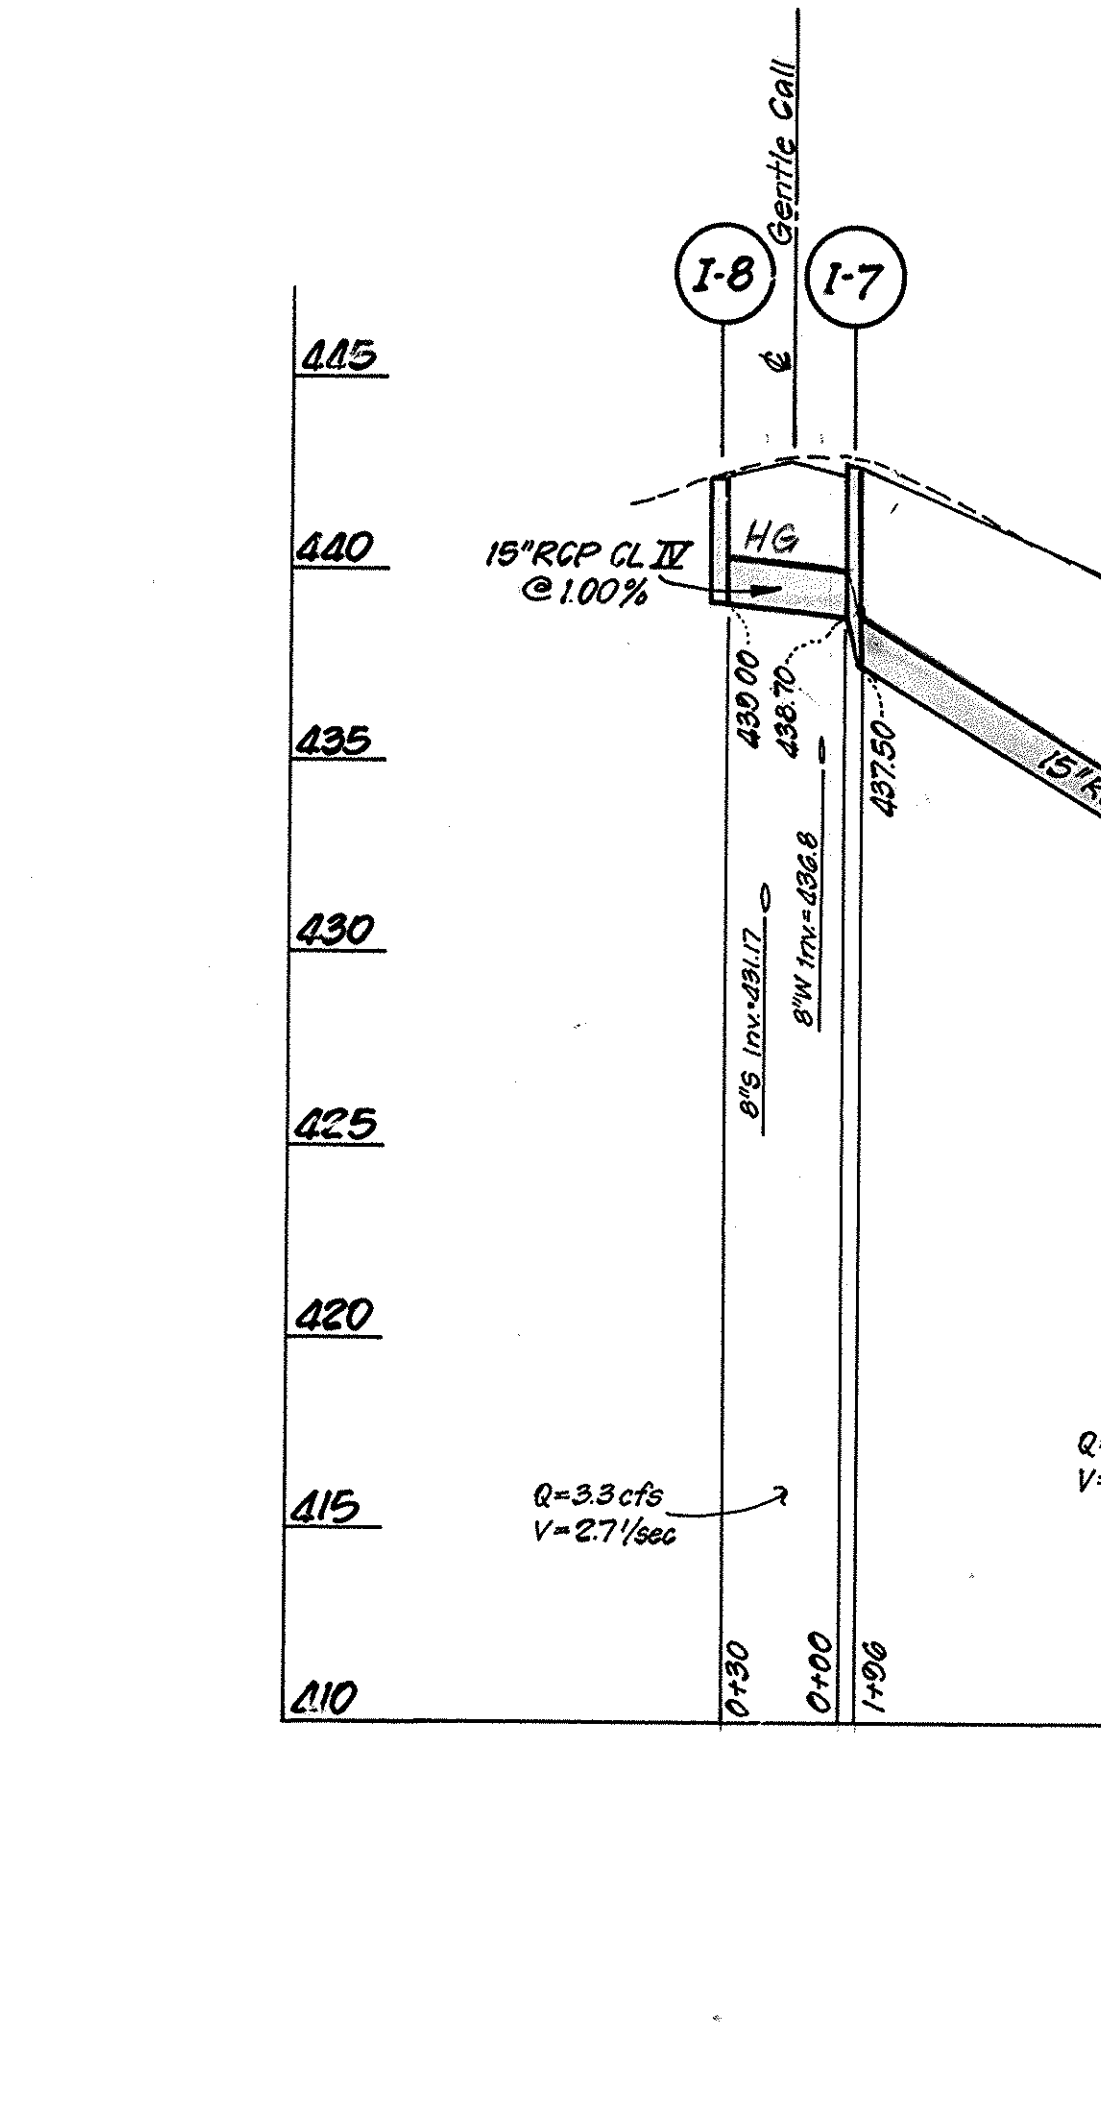 Gentle Call
I-8
I-7
℄
445
440
435
430
425
420
415
410
HG
15"RCP CL IV
@ 1.00%
439.00
438.70
437.50
8"S Inv.=431.17
8"W Inv.=436.8
Q=3.3 cfs
V=2.7'/sec
Q=
V=
0+30
0+00
1+96